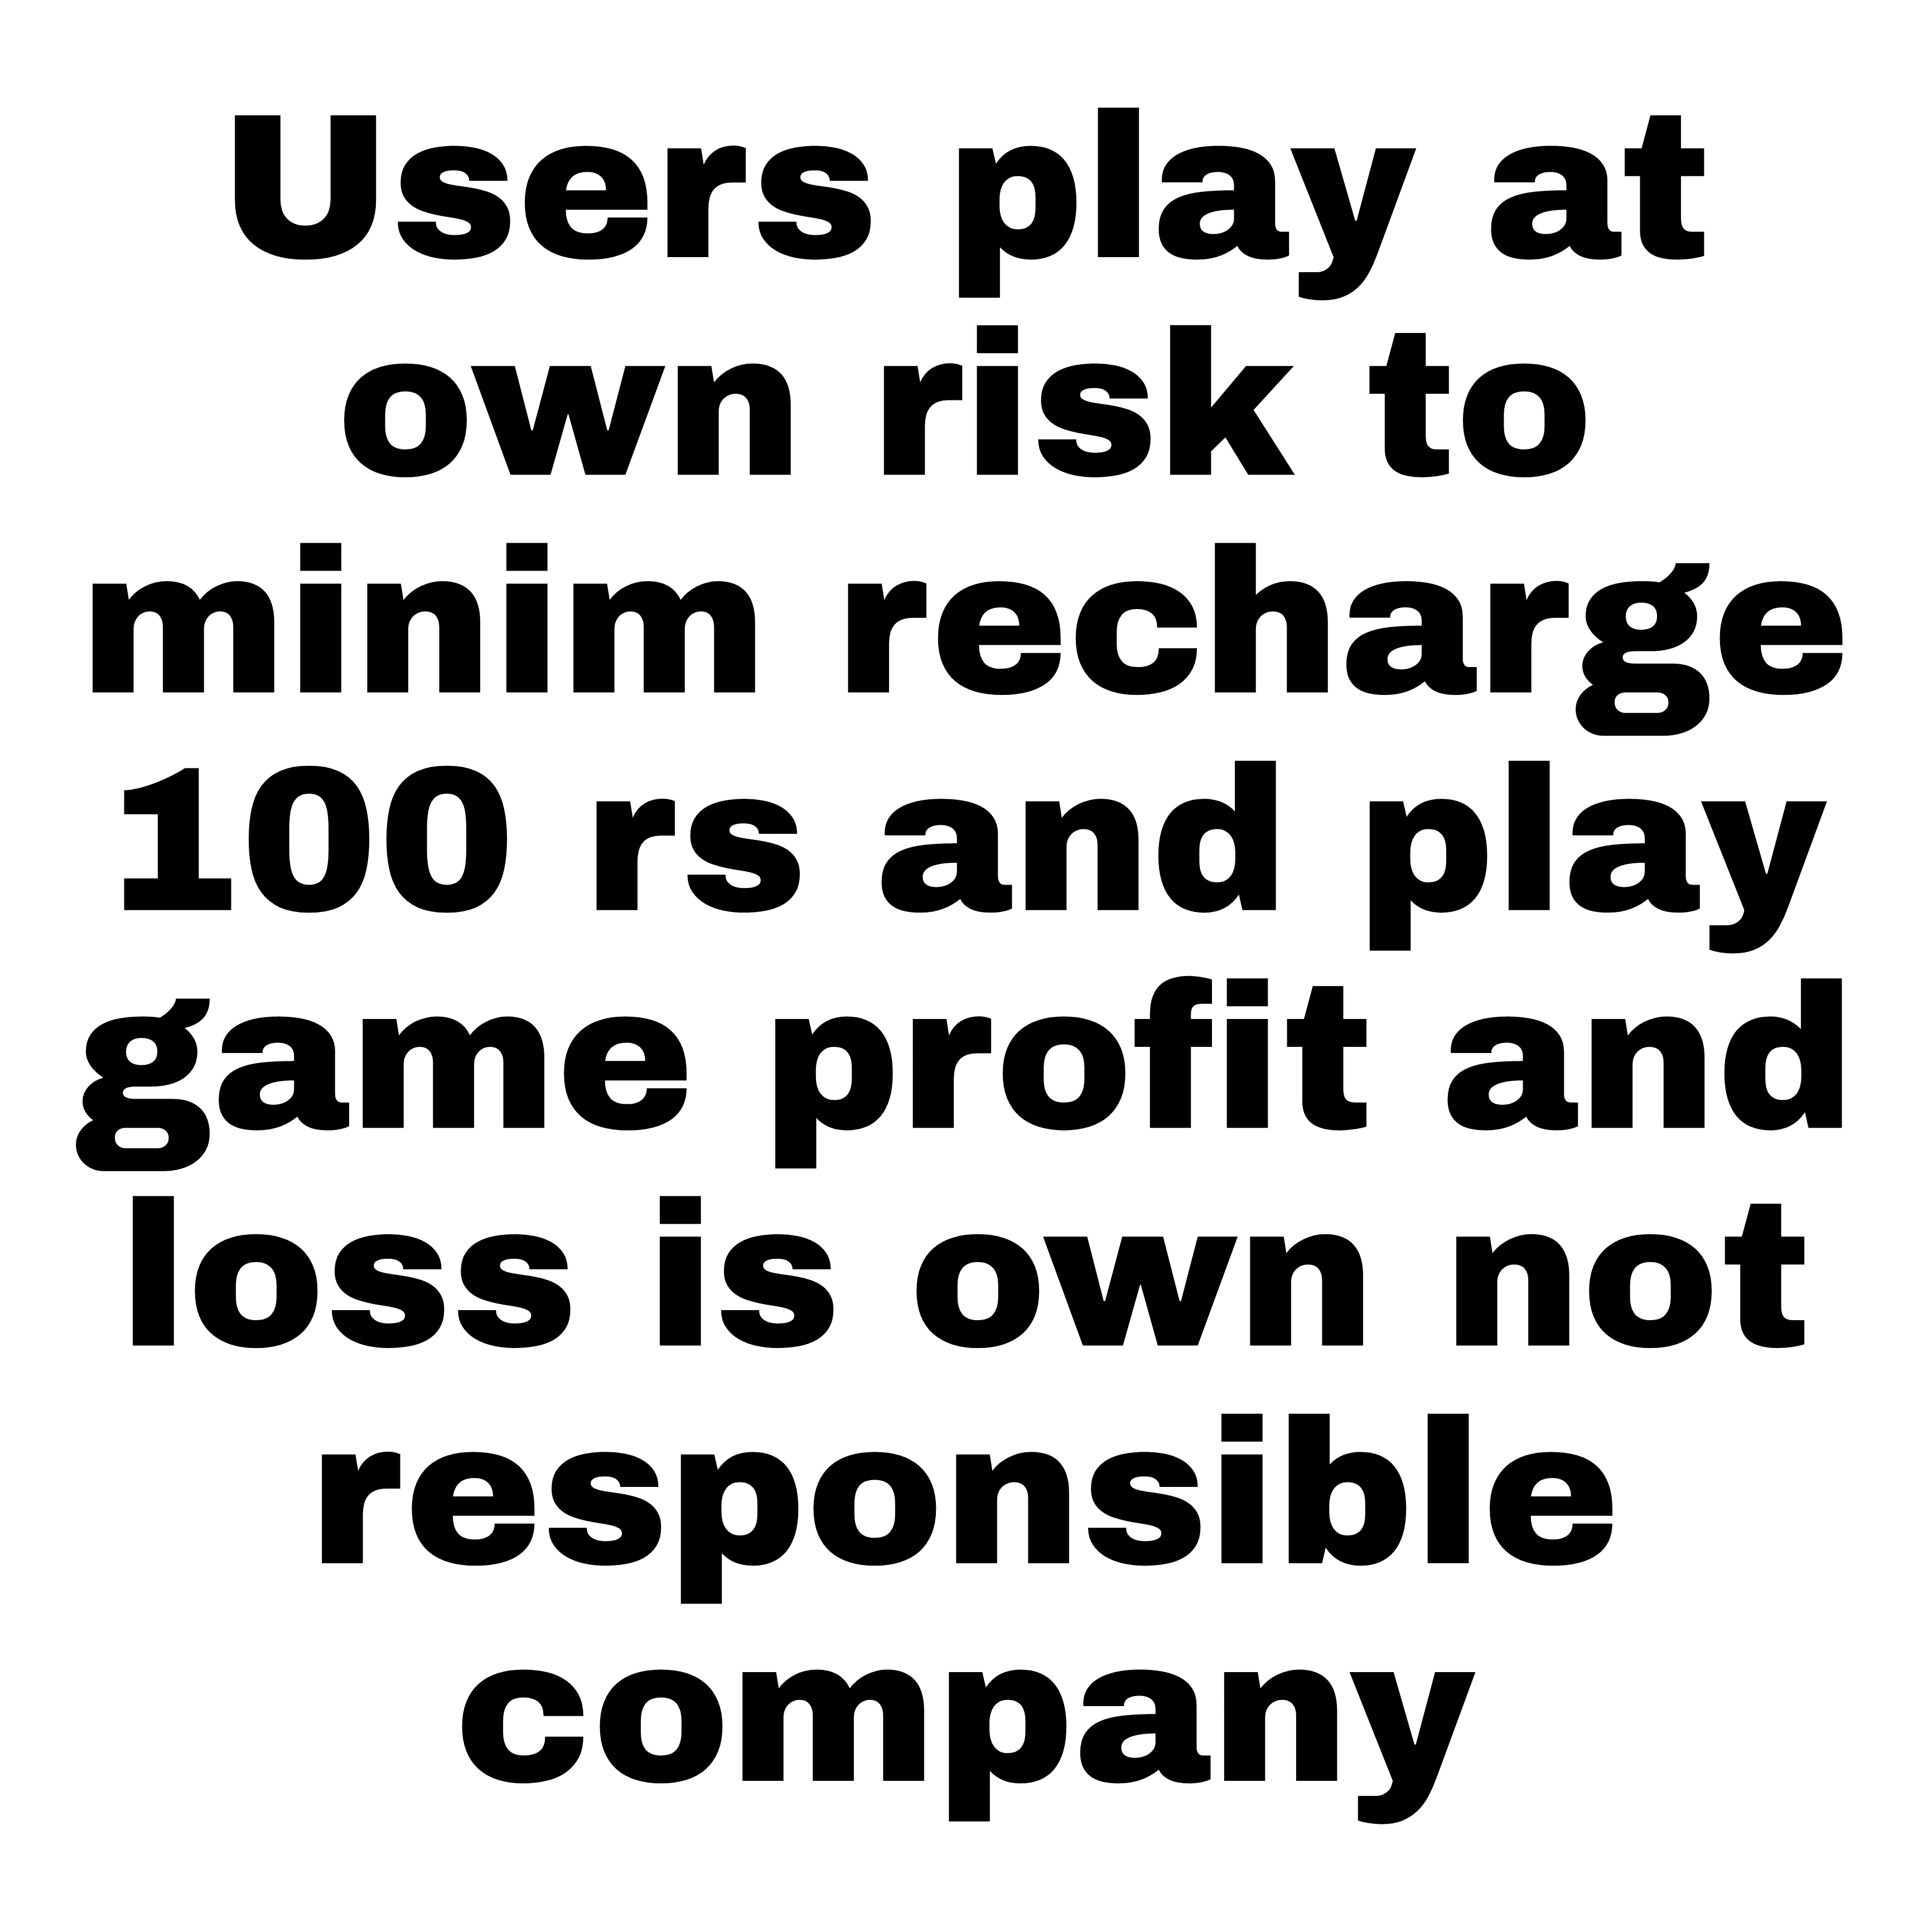 Users play at
own risk to
minim recharge
100 rs and play
game profit and
loss is own not
responsible
company